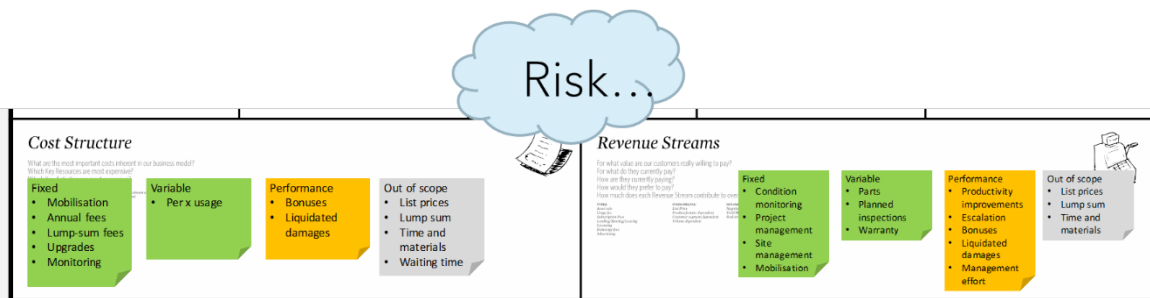 Risk...
Cost Structure
What are the most important costs inherent in our business model?
Which Key Resources are most expensive?
Fixed
• Mobilisation
• Annual fees
• Lump-sum fees
• Upgrades
• Monitoring
Variable
• Per x usage
Performance
• Bonuses
• Liquidated
damages
Out of scope
• List prices
• Lump sum
• Time and
materials
• Waiting time
Revenue Streams
For what value are our customers really willing to pay?
For what do they currently pay?
How are they currently paying?
How would they prefer to pay?
How much does each Revenue Stream contribute to
Fixed
• Condition
monitoring
• Project
management
• Site
management
• Mobilisation
Variable
• Parts
• Planned
inspections
• Warranty
Performance
• Productivity
improvements
• Escalation
• Bonuses
• Liquidated
damages
• Management
effort
Out of scope
• List prices
• Lump sum
• Time and
materials